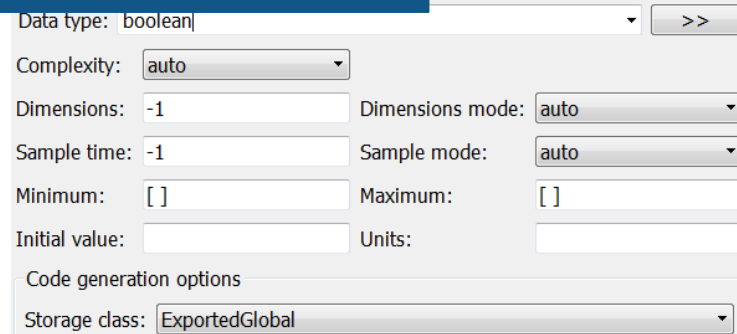 Data type: boolean >>
Complexity: auto
Dimensions: -1 Dimensions mode: auto
Sample time: -1 Sample mode: auto
Minimum: [ ] Maximum: [ ]
Initial value: Units:
Code generation options
Storage class: ExportedGlobal